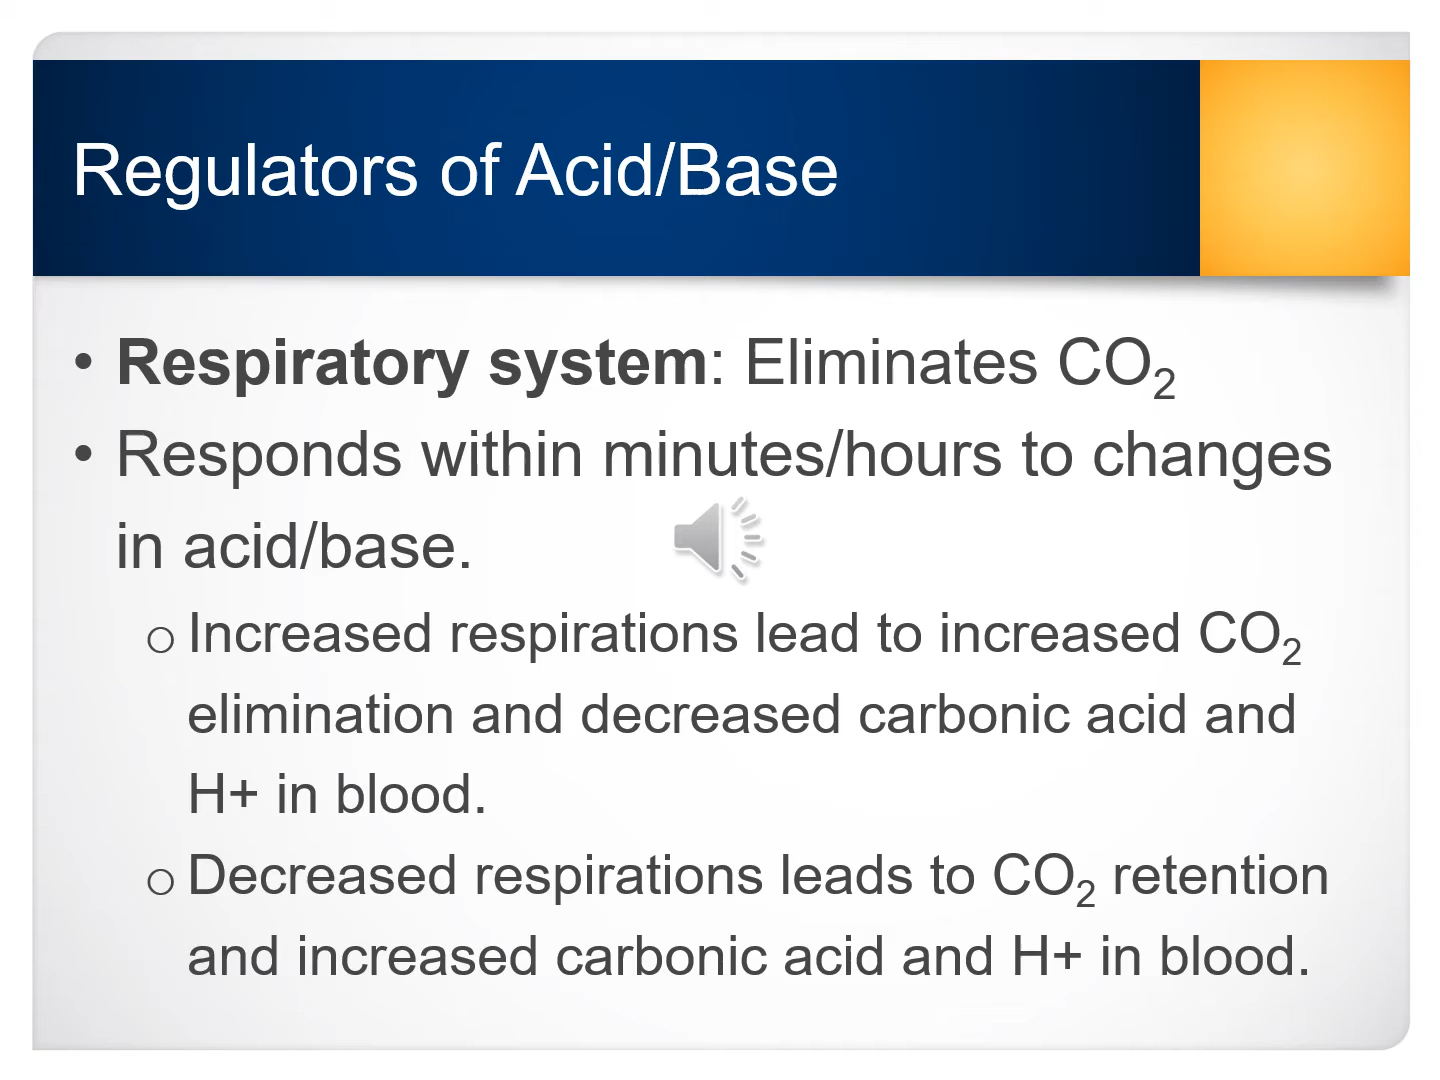 Regulators of Acid/Base
• Respiratory system: Eliminates CO₂
• Responds within minutes/hours to changes
in acid/base.
○ Increased respirations lead to increased CO₂
elimination and decreased carbonic acid and
H+ in blood.
○ Decreased respirations leads to CO₂ retention
and increased carbonic acid and H+ in blood.